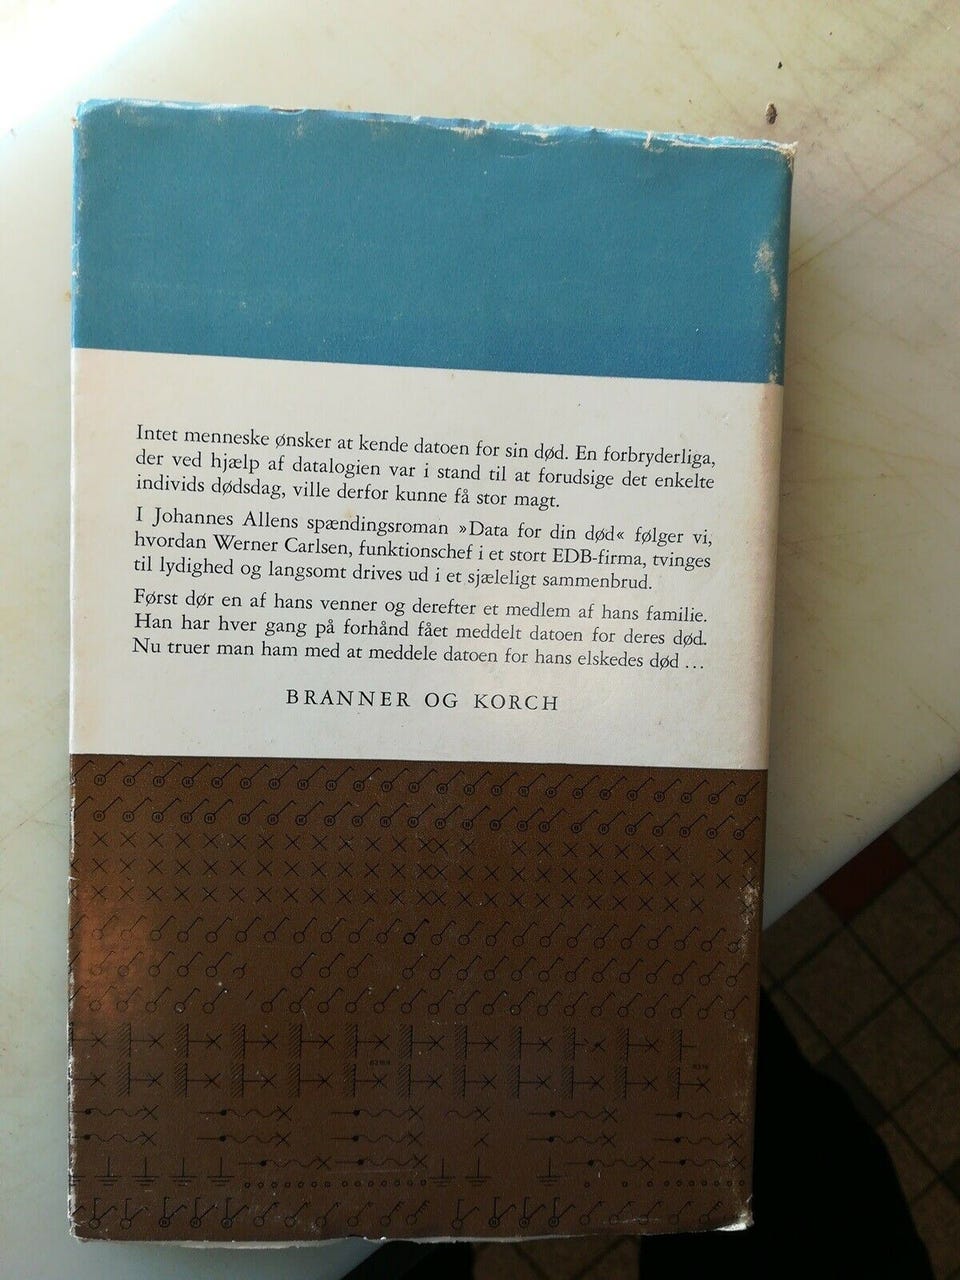 Intet menneske ønsker at kende datoen for sin død. En forbryderliga,
der ved hjælp af datalogien var i stand til at forudsige det enkelte
individs dødsdag, ville derfor kunne få stor magt.
I Johannes Allens spændingsroman »Data for din død« følger vi,
hvordan Werner Carlsen, funktionschef i et stort EDB-firma, tvinges
til lydighed og langsomt drives ud i et sjæleligt sammenbrud.
Først dør en af hans venner og derefter et medlem af hans familie.
Han har hver gang på forhånd fået meddelt datoen for deres død.
Nu truer man ham med at meddele datoen for hans elskedes død ...
BRANNER OG KORCH